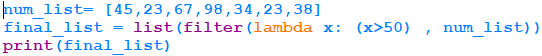 num_list= [45,23,67,98,34,23,38]
final_list = list(filter(lambda x: (x>50) , num_list))
print(final_list)